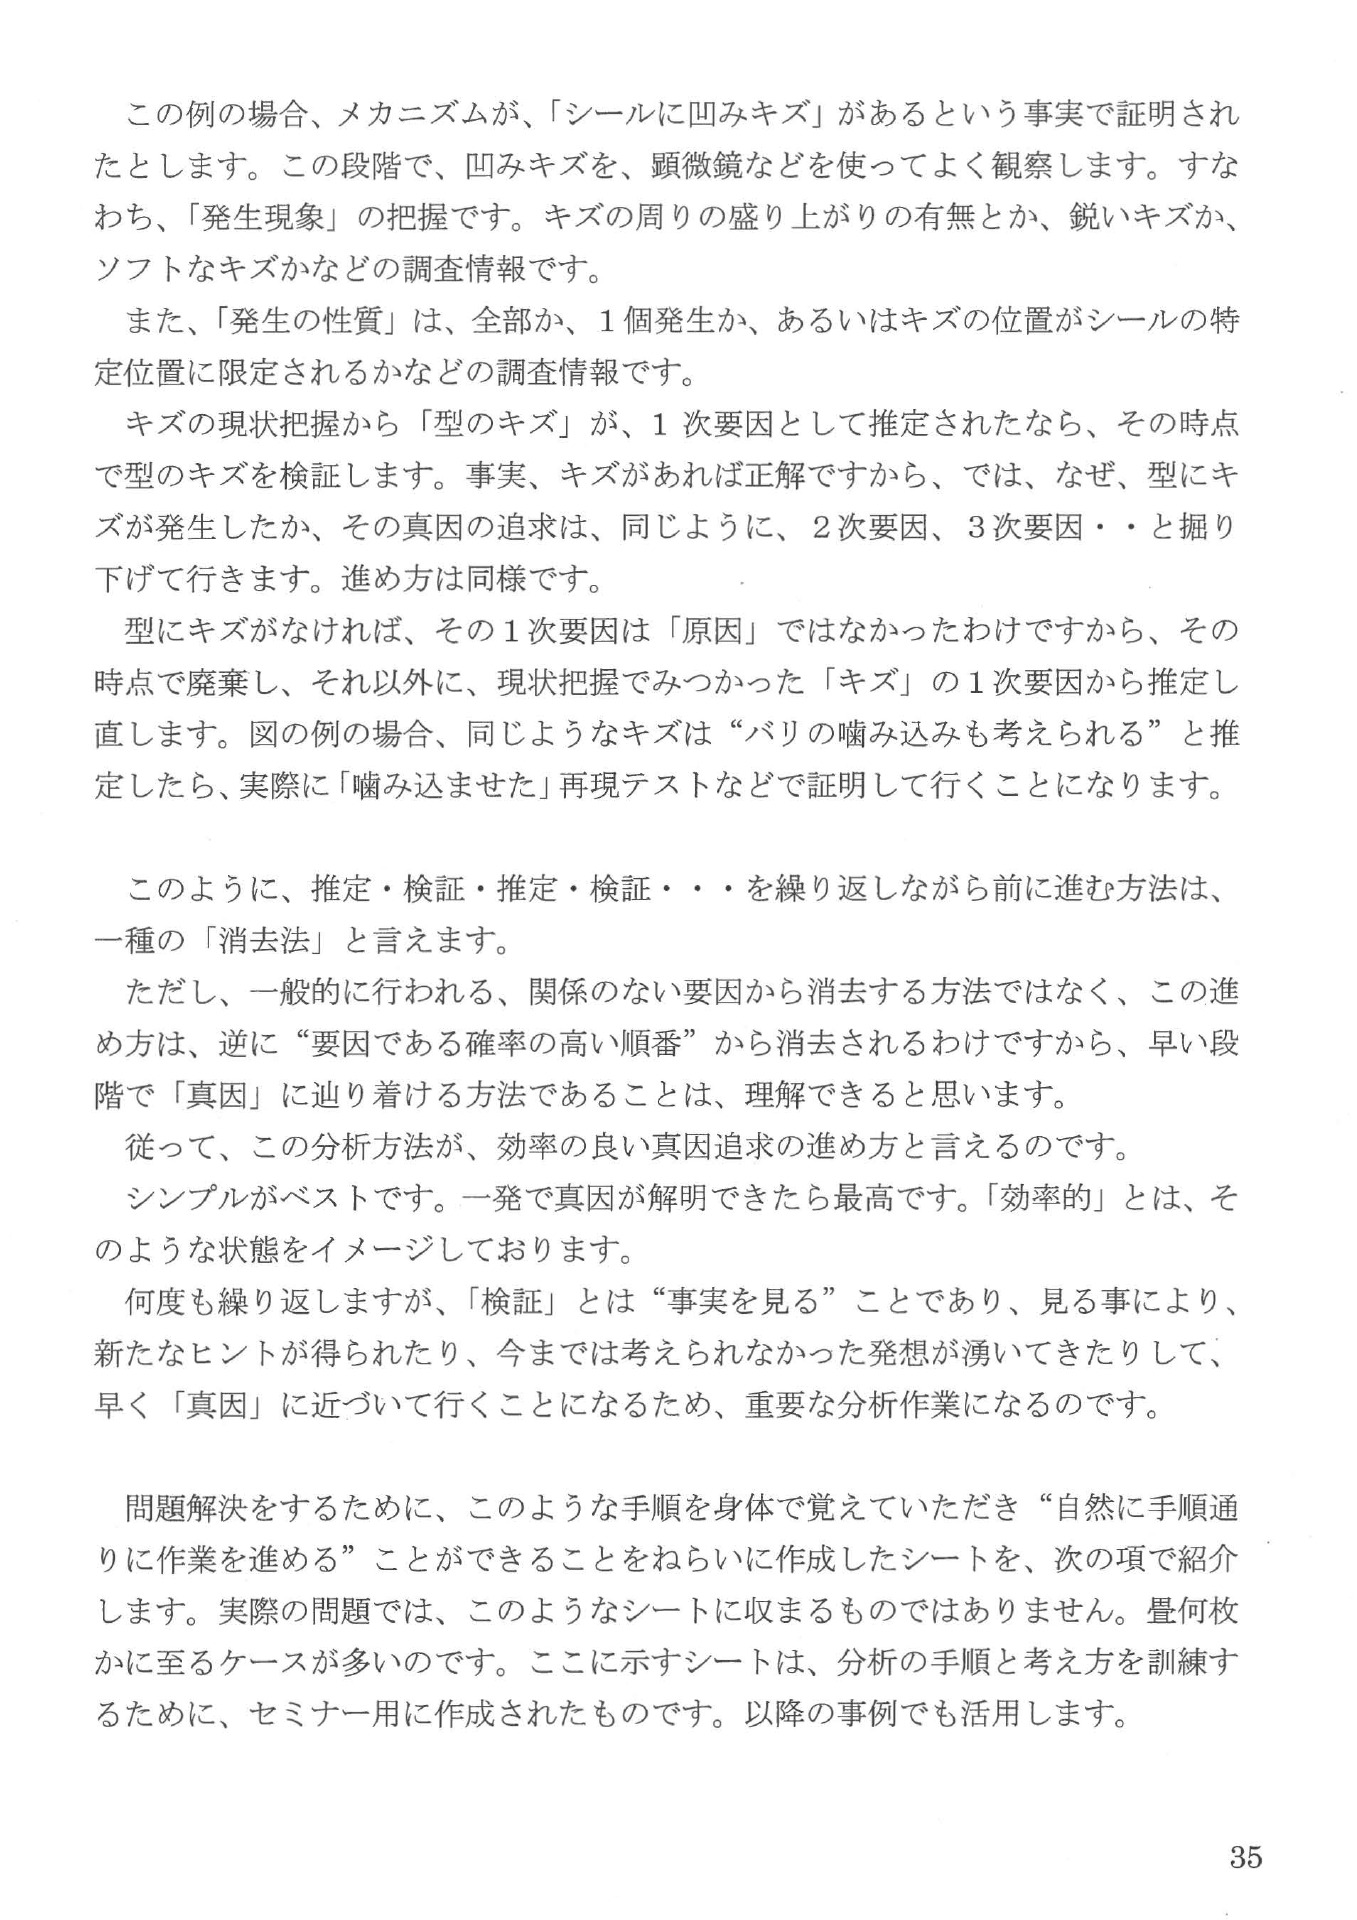 この例の場合、メカニズムが、「シールに凹みキズ」があるという事実で証明され
たとします。この段階で、凹みキズを、顕微鏡などを使ってよく観察します。すな
わち、「発生現象」の把握です。キズの周りの盛り上がりの有無とか、鋭いキズか、
ソフトなキズかなどの調査情報です。
また、「発生の性質」は、全部か、１個発生か、あるいはキズの位置がシールの特
定位置に限定されるかなどの調査情報です。
キズの現状把握から「型のキズ」が、1 次要因として推定されたなら、その時点
で型のキズを検証します。事実、キズがあれば正解ですから、では、なぜ、型にキ
ズが発生したか、その真因の追求は、同じように、２次要因、３次要因・・と掘り
下げて行きます。進め方は同様です。
型にキズがなければ、その１次要因は「原因」ではなかったわけですから、その
時点で廃棄し、それ以外に、現状把握でみつかった「キズ」の１次要因から推定し
直します。図の例の場合、同じようなキズは“バリの噛み込みも考えられる”と推
定したら、実際に「噛み込ませた」再現テストなどで証明して行くことになります。
このように、推定・検証・推定・検証・・・を繰り返しながら前に進む方法は、
一種の「消去法」と言えます。
ただし、一般的に行われる、関係のない要因から消去する方法ではなく、この進
め方は、逆に“要因である確率の高い順番”から消去されるわけですから、早い段
階で「真因」に辿り着ける方法であることは、理解できると思います。
従って、この分析方法が、効率の良い真因追求の進め方と言えるのです。
シンプルがベストです。一発で真因が解明できたら最高です。「効率的」とは、そ
のような状態をイメージしております。
何度も繰り返しますが、「検証」とは“事実を見る”ことであり、見る事により、
新たなヒントが得られたり、今までは考えられなかった発想が湧いてきたりして、
早く「真因」に近づいて行くことになるため、重要な分析作業になるのです。
問題解決をするために、このような手順を身体で覚えていただき“自然に手順通
りに作業を進める”ことができることをねらいに作成したシートを、次の項で紹介
します。実際の問題では、このようなシートに収まるものではありません。畳何枚
かに至るケースが多いのです。ここに示すシートは、分析の手順と考え方を訓練す
るために、セミナー用に作成されたものです。以降の事例でも活用します。
35